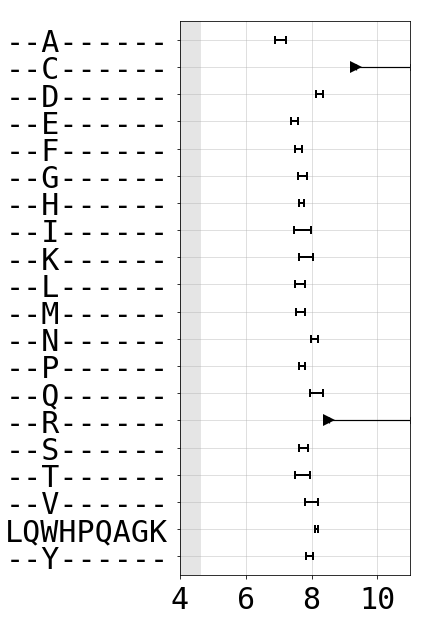 --A------
--C------
--D------
--E------
--F------
--G------
--H------
--I------
--K------
--L------
--M------
--N------
--P------
--Q------
--R------
--S------
--T------
--V------
LQWHPQAGK
--Y------
4 6 8 10